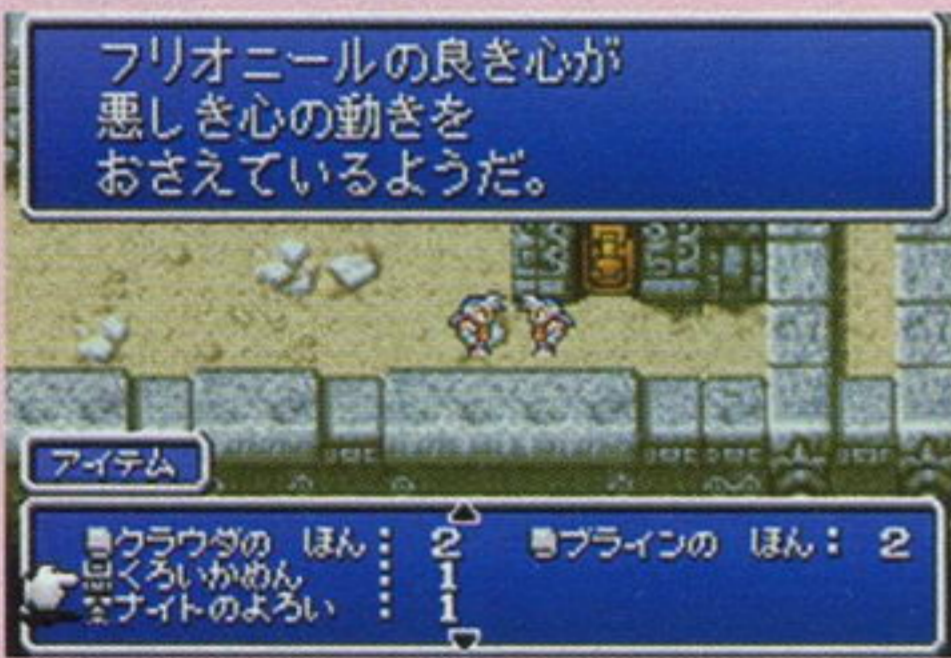 フリオニールの良き心が
悪しき心の動きを
おさえているようだ。
アイテム
クラウダの ほん: 2 ブラインの ほん: 2
くろいかめん : 1
ナイトのよろい : 1